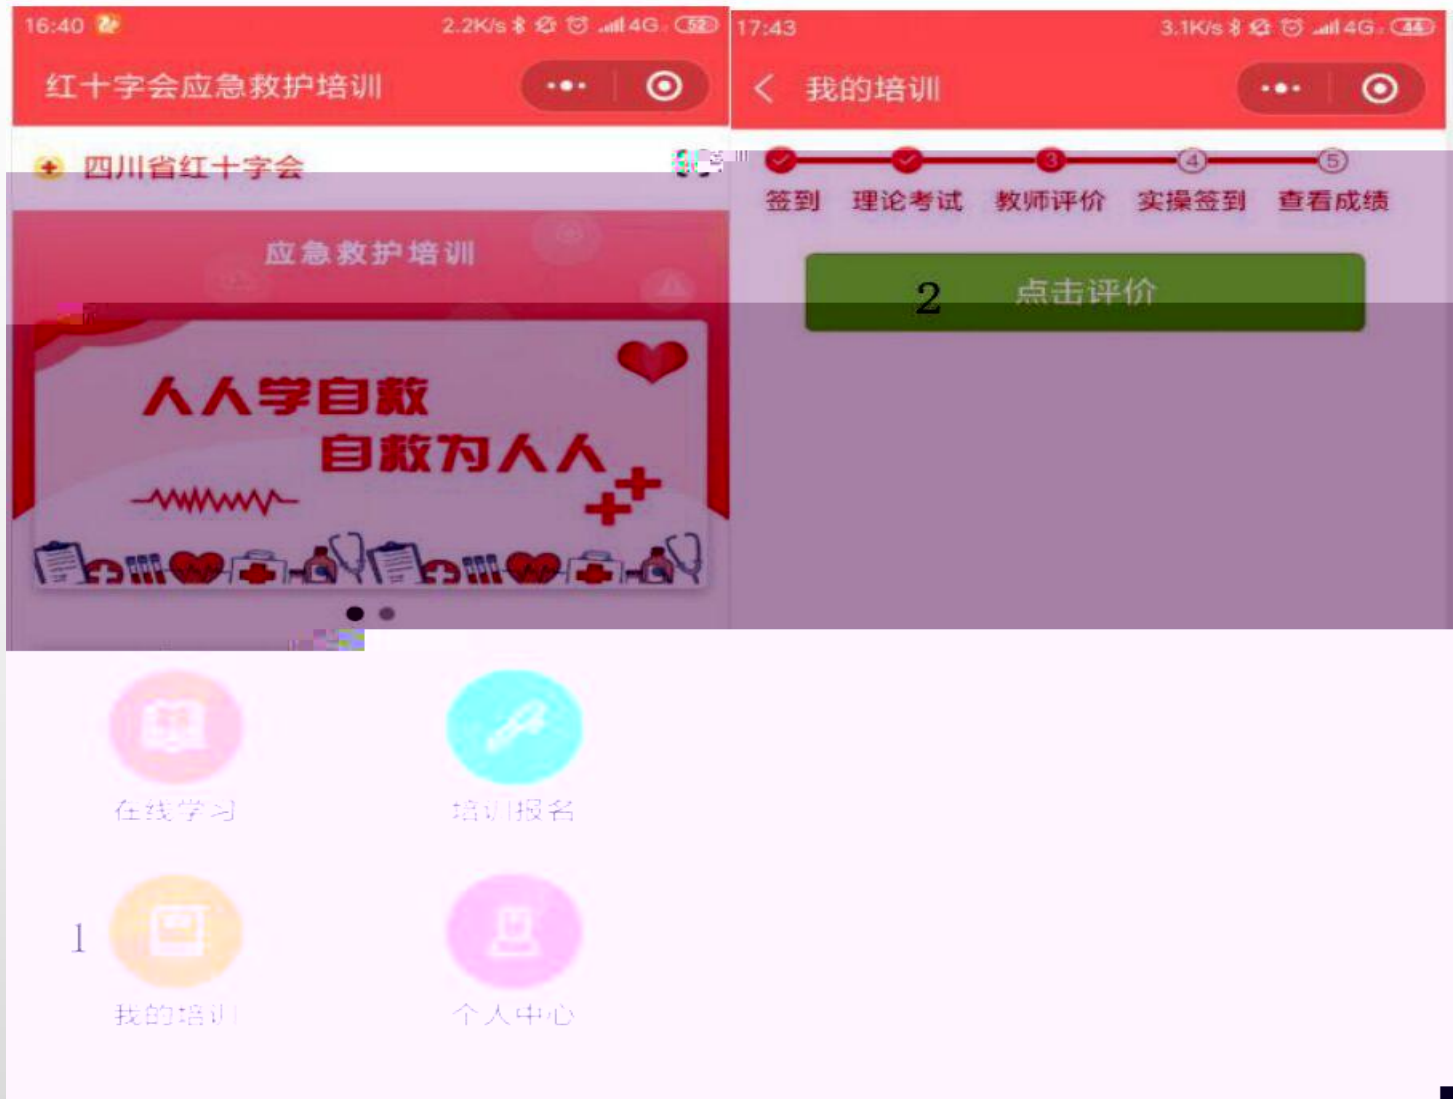 16:40 2.2K/s 4G 52
红十字会应急救护培训
四川省红十字会
应急救护培训
人人学自救
自救为人人
在线学习 培训报名
1
我的培训 个人中心
17:43 3.1K/s 4G 44
我的培训
3 4 5
签到 理论考试 教师评价 实操签到 查看成绩
2 点击评价